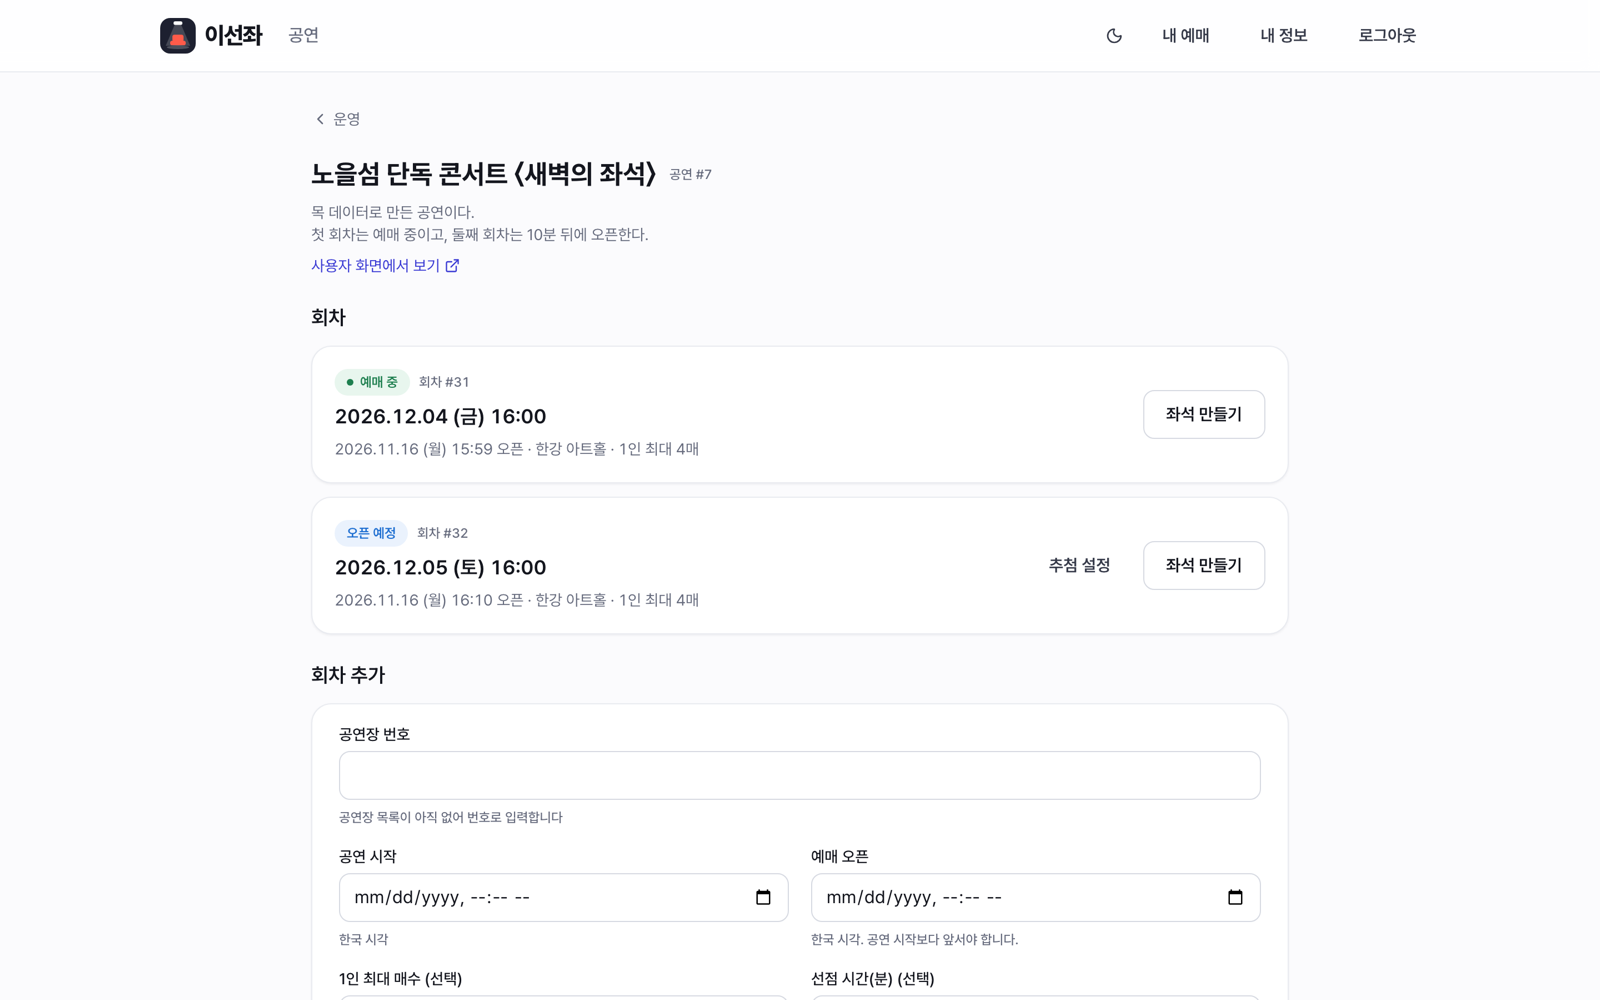 이선좌
공연
내 예매
내 정보
로그아웃
운영
노을섬 단독 콘서트 〈새벽의 좌석〉 공연 #7
목 데이터로 만든 공연이다.
첫 회차는 예매 중이고, 둘째 회차는 10분 뒤에 오픈한다.
사용자 화면에서 보기
회차
예매 중 회차 #31
2026.12.04 (금) 16:00
2026.11.16 (월) 15:59 오픈 · 한강 아트홀 · 1인 최대 4매
좌석 만들기
오픈 예정 회차 #32
2026.12.05 (토) 16:00
2026.11.16 (월) 16:10 오픈 · 한강 아트홀 · 1인 최대 4매
추첨 설정
좌석 만들기
회차 추가
공연장 번호
공연장 목록이 아직 없어 번호로 입력합니다
공연 시작
mm/dd/yyyy, --:-- --
한국 시각
예매 오픈
mm/dd/yyyy, --:-- --
한국 시각. 공연 시작보다 앞서야 합니다.
1인 최대 매수 (선택)
선점 시간(분) (선택)